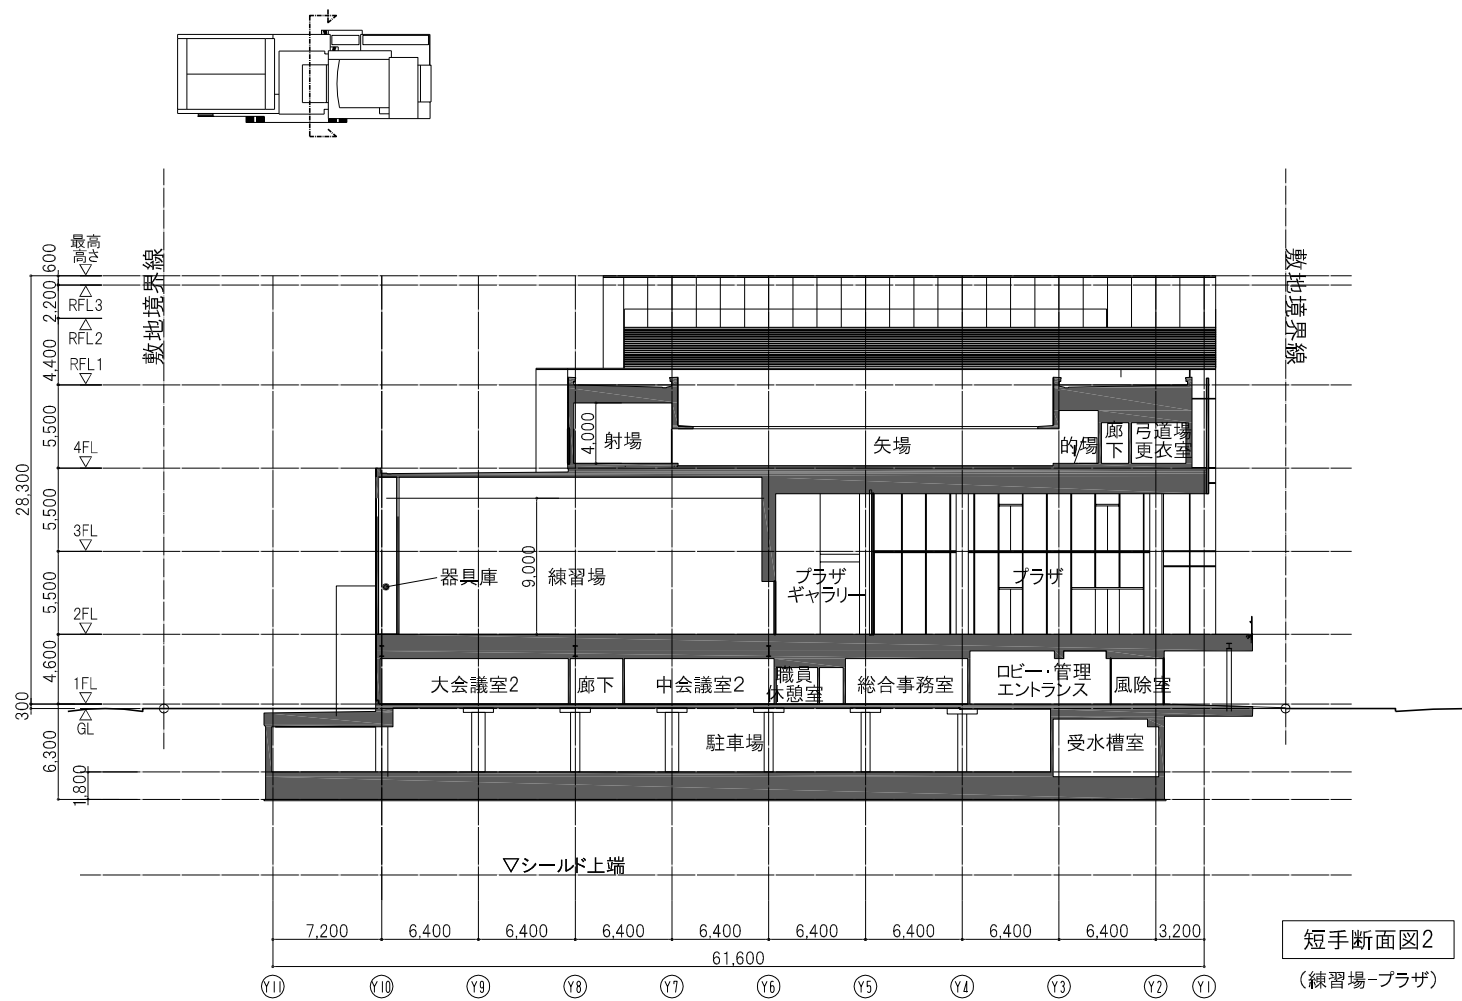 最高
高さ
600
RFL3
2,200
RFL2
4,400
RFL1
5,500
4FL
28,300
5,500
3FL
5,500
2FL
4,600
1FL
300
GL
6,300
1,800
敷地境界線
敷地境界線
4,000
射場
矢場
的場
廊
下
弓道場
更衣室
器具庫
9,000
練習場
プラザ
ギャラリー
プラザ
大会議室2
廊下
中会議室2
職員
休憩室
総合事務室
ロビー・管理
エントランス
風除室
駐車場
受水槽室
▽シールド上端
7,200
6,400
6,400
6,400
6,400
6,400
6,400
6,400
6,400
3,200
61,600
Y11
Y10
Y9
Y8
Y7
Y6
Y5
Y4
Y3
Y2
Y1
短手断面図2
(練習場-プラザ)